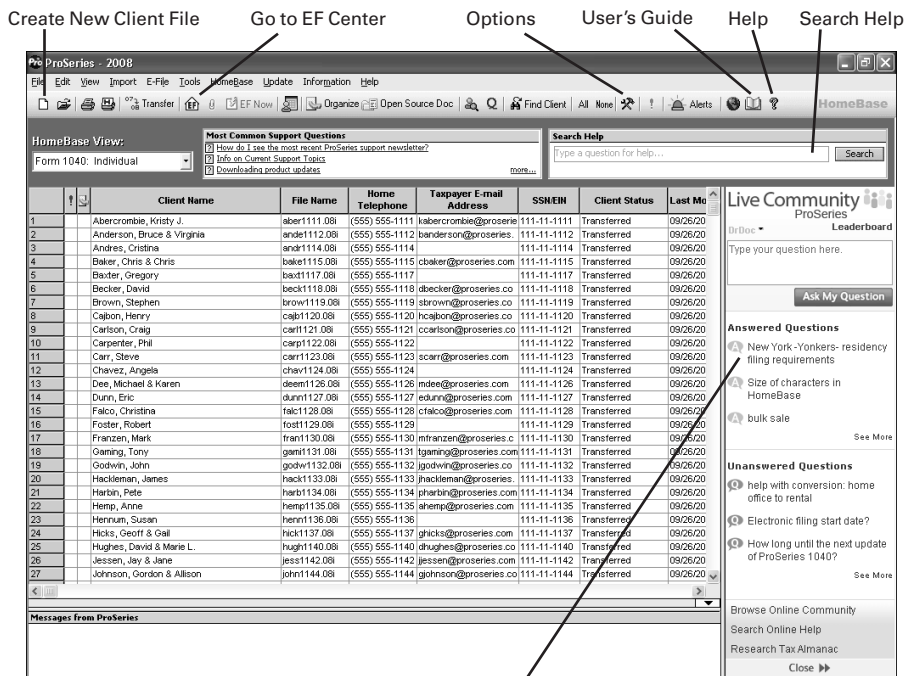 Create New Client File Go to EF Center Options User's Guide Help Search Help
Pro ProSeries - 2008
File Edit View Import E-File Tools HomeBase Update Information Help
Transfer EF Now Organize Open Source Doc Find Client All None Alerts HomeBase
HomeBase View:
Form 1040: Individual
Most Common Support Questions
How do I see the most recent ProSeries support newsletter?
Info on Current Support Topics
Downloading product updates more...
Search Help
Type a question for help... Search
! Client Name File Name Home Telephone Taxpayer E-mail Address SSN/EIN Client Status Last Mo
1 Abercrombie, Kristy J. aber1111.08i (555) 555-1111 kabercrombie@proserie 111-11-1111 Transferred 09/26/20
2 Anderson, Bruce & Virginia ande1112.08i (555) 555-1112 banderson@proseries. 111-11-1112 Transferred 09/26/20
3 Andres, Cristina andr1114.08i (555) 555-1114 111-11-1114 Transferred 09/26/20
4 Baker, Chris & Chris bake1115.08i (555) 555-1115 cbaker@proseries.com 111-11-1115 Transferred 09/26/20
5 Baxter, Gregory baxt1117.08i (555) 555-1117 111-11-1117 Transferred 09/26/20
6 Becker, David beck1118.08i (555) 555-1118 dbecker@proseries.co 111-11-1118 Transferred 09/26/20
7 Brown, Stephen brow1119.08i (555) 555-1119 sbrown@proseries.co 111-11-1119 Transferred 09/26/20
8 Cajbon, Henry cajb1120.08i (555) 555-1120 hcajbon@proseries.co 111-11-1120 Transferred 09/26/20
9 Carlson, Craig carl1121.08i (555) 555-1121 ccarlson@proseries.co 111-11-1121 Transferred 09/26/20
10 Carpenter, Phil carp1122.08i (555) 555-1122 111-11-1122 Transferred 09/26/20
11 Carr, Steve carr1123.08i (555) 555-1123 scarr@proseries.com 111-11-1123 Transferred 09/26/20
12 Chavez, Angela chav1124.08i (555) 555-1124 111-11-1124 Transferred 09/26/20
13 Dee, Michael & Karen deem1126.08i (555) 555-1126 mdee@proseries.com 111-11-1126 Transferred 09/26/20
14 Dunn, Eric dunn1127.08i (555) 555-1127 edunn@proseries.com 111-11-1127 Transferred 09/26/20
15 Falco, Christina falc1128.08i (555) 555-1128 cfalco@proseries.com 111-11-1128 Transferred 09/26/20
16 Foster, Robert fost1129.08i (555) 555-1129 111-11-1129 Transferred 09/26/20
17 Franzen, Mark fran1130.08i (555) 555-1130 mfranzen@proseries.c 111-11-1130 Transferred 09/26/20
18 Gaming, Tony gami1131.08i (555) 555-1131 tgaming@proseries.com 111-11-1131 Transferred 09/26/20
19 Godwin, John godw1132.08i (555) 555-1132 jgodwin@proseries.co 111-11-1132 Transferred 09/26/20
20 Hackleman, James hack1133.08i (555) 555-1133 jhackleman@proseries. 111-11-1133 Transferred 09/26/20
21 Harbin, Pete harb1134.08i (555) 555-1134 pharbin@proseries.com 111-11-1134 Transferred 09/26/20
22 Hemp, Anne hemp1135.08i (555) 555-1135 ahemp@proseries.com 111-11-1135 Transferred 09/26/20
23 Hennum, Susan henn1136.08i (555) 555-1136 111-11-1136 Transferred 09/26/20
24 Hicks, Geoff & Gail hick1137.08i (555) 555-1137 ghicks@proseries.com 111-11-1137 Transferred 09/26/20
25 Hughes, David & Marie L. hugh1140.08i (555) 555-1140 dhughes@proseries.co 111-11-1140 Transferred 09/26/20
26 Jessen, Jay & Jane jess1142.08i (555) 555-1142 jjessen@proseries.com 111-11-1142 Transferred 09/26/20
27 Johnson, Gordon & Allison john1144.08i (555) 555-1144 gjohnson@proseries.co 111-11-1144 Transferred 09/26/20
Messages from ProSeries
Live Community
ProSeries
DrDoc Leaderboard
Type your question here.
Ask My Question
Answered Questions
New York -Yonkers- residency
filing requirements
Size of characters in
HomeBase
bulk sale
See More
Unanswered Questions
help with conversion: home
office to rental
Electronic filing start date?
How long until the next update
of ProSeries 1040?
See More
Browse Online Community
Search Online Help
Research Tax Almanac
Close